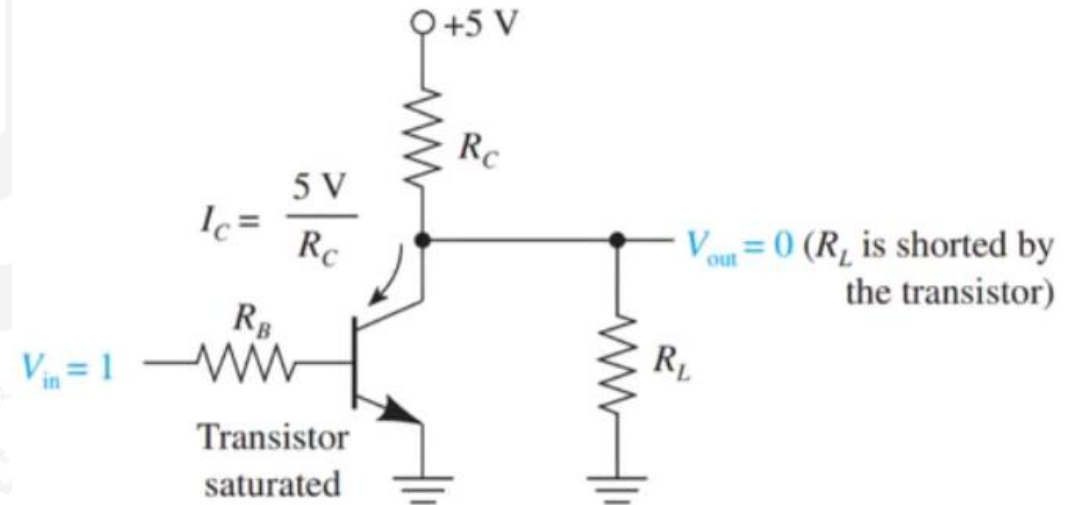 +5 V
R_C
I_C = 5 V / R_C
V_out = 0 (R_L is shorted by
the transistor)
R_B
V_in = 1
R_L
Transistor
saturated